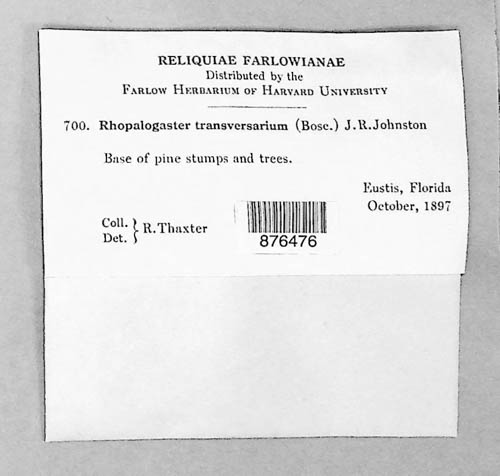 RELIQUIAE FARLOWIANAE
Distributed by the
FARLOW HERBARIUM OF HARVARD UNIVERSITY
700. Rhopalogaster transversarium (Bosc.) J.R.Johnston
Base of pine stumps and trees.
Eustis, Florida
October, 1897
Coll. } R.Thaxter
Det.
876476